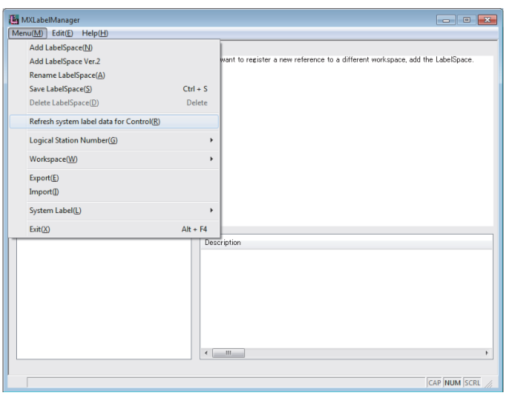 MXLabelManager
Menu(M) Edit(E) Help(H)
Add LabelSpace(N)
Add LabelSpace Ver.2
want to register a new reference to a different workspace, add the LabelSpace.
Rename LabelSpace(A)
Save LabelSpace(S) Ctrl + S
Delete LabelSpace(D) Delete
Refresh system label data for Control(R)
Logical Station Number(G)
Workspace(W)
Export(E)
Import(I)
System Label(L)
Exit(X) Alt + F4
Description
CAP NUM SCRL